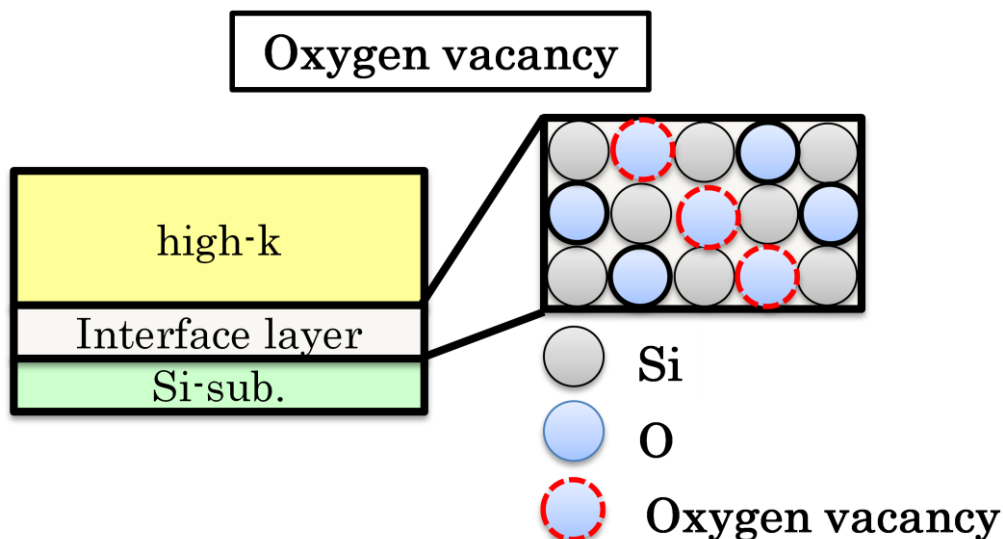 Oxygen vacancy
high-k
Interface layer
Si-sub.
Si
O
Oxygen vacancy